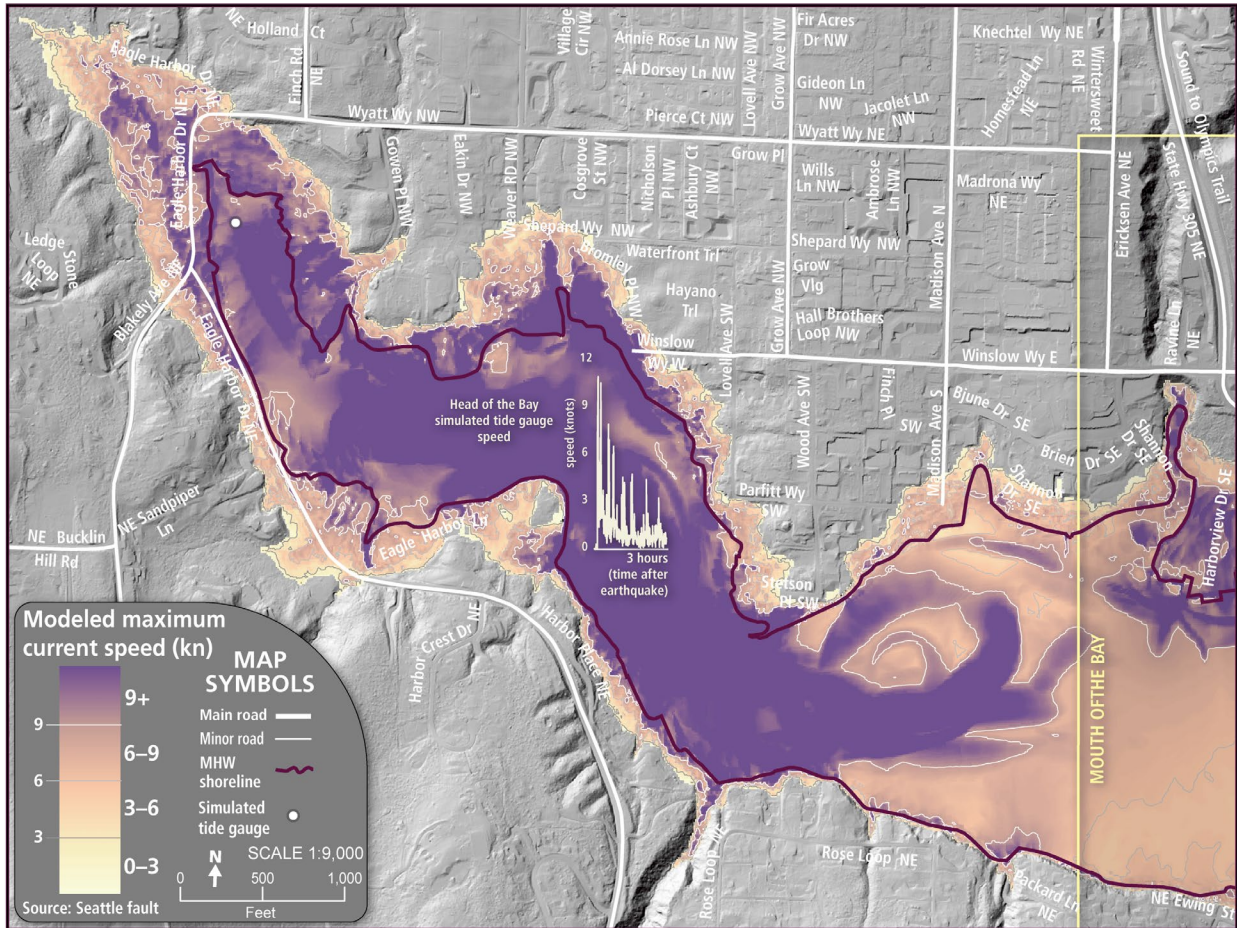 NE Holland Ct
Eagle Harbor Dr NE
Finch Rd
NE
Village
Cir NW
Annie Rose Ln NW
Al Dorsey Ln NW
Pierce Ct NW
Lovell Ave NW
Grow Ave NW
Fir Acres
Dr NW
Gideon Ln
NW
Jacolet Ln
NW
Knechtel Wy NE
Homestead Ln
NE
Wintersweet
Rd NE
Sound to Olympics Trail
State Hwy 305 NE
Wyatt Wy NW
Wyatt Wy NE
Eagle Harbor Dr NE
Gowen Pl NW
Eakin Dr NW
Weaver RD NW
Cosgrove
St NW
Nicholson
Pl NW
Ashbury Ct
NW
Grow Pl
Wills
Ln NW
Ambrose
Ln NW
Madrona Wy
NE
Ericksen Ave NE
Madison Ave N
Ledge Stone
Loop
NE
Shepard Wy NW
Bromley Pl NW
Waterfront Trl
Shepard Wy NW
Grow
Vlg
Hayano
Trl
Hall Brothers
Loop NW
Grow Ave NW
Lovell Ave SW
Blakely Ave NE
Eagle Harbor Dr NE
Winslow
Wy W
Winslow Wy E
Ravine Ln
NE
Head of the Bay
simulated tide gauge
speed
speed (knots)
12
9
6
3
0
3 hours
(time after
earthquake)
Wood Ave SW
Finch Pl
SW
Madison Ave S
Bjune Dr SE
Brien Dr SE
Shannon
Dr SE
Shannon
Dr SE
Harborview Dr SE
Parfitt Wy
SW
Stetson
Pl SW
NE Sandpiper
Ln
NE Bucklin
Hill Rd
Eagle Harbor Ln
Harbor Crest Dr NE
Harbor Place NE
MOUTH OFTHE BAY
Rose Loop NE
Rose Loop NE
Packard Ln
NE
NE Ewing St
Modeled maximum
current speed (kn)
9+
9
6–9
6
3–6
3
0–3
Source: Seattle fault
MAP
SYMBOLS
Main road
Minor road
MHW
shoreline
Simulated
tide gauge
N
SCALE 1:9,000
0 500 1,000
Feet